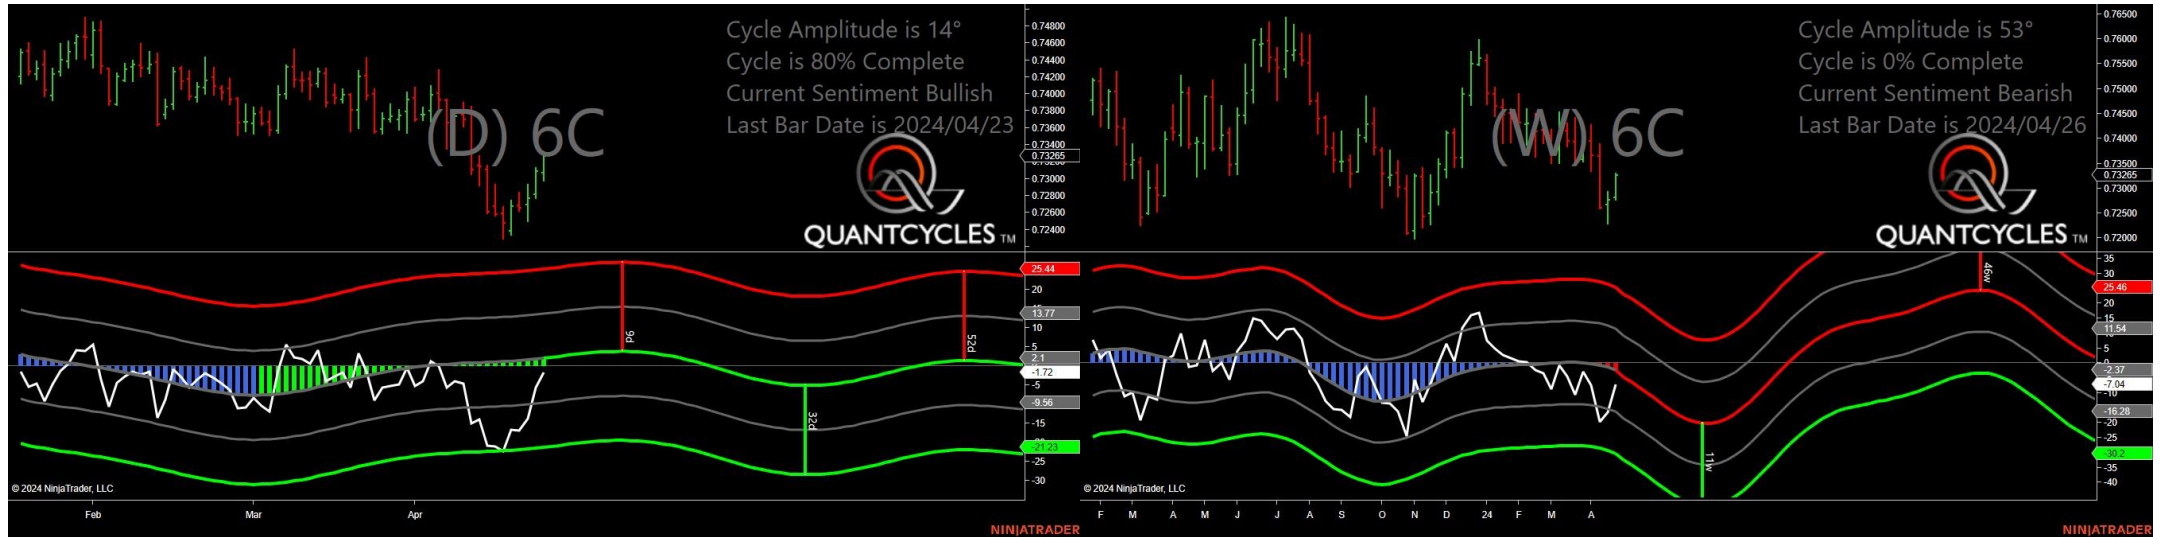 Cycle Amplitude is 14°
Cycle is 80% Complete
Current Sentiment Bullish
Last Bar Date is 2024/04/23
(D) 6C
QUANTCYCLES TM
0.74800
0.74600
0.74400
0.74200
0.74000
0.73800
0.73600
0.73400
0.73265
0.73000
0.72800
0.72600
0.72400
25.44
20
13.77
10
5
2.1
-1.72
-5
-9.56
-15
-21.23
-25
-30
9d
32d
52d
© 2024 NinjaTrader, LLC
Feb
Mar
Apr
NINJATRADER
Cycle Amplitude is 53°
Cycle is 0% Complete
Current Sentiment Bearish
Last Bar Date is 2024/04/26
(W) 6C
QUANTCYCLES TM
0.76500
0.76000
0.75500
0.75000
0.74500
0.74000
0.73500
0.73265
0.73000
0.72500
0.72000
35
30
25.46
20
15
11.54
5
-2.37
-7.04
-10
-16.28
-20
-25
-30.2
-35
-40
46w
11w
© 2024 NinjaTrader, LLC
F
M
A
M
J
J
A
S
O
N
D
24
F
M
A
NINJATRADER